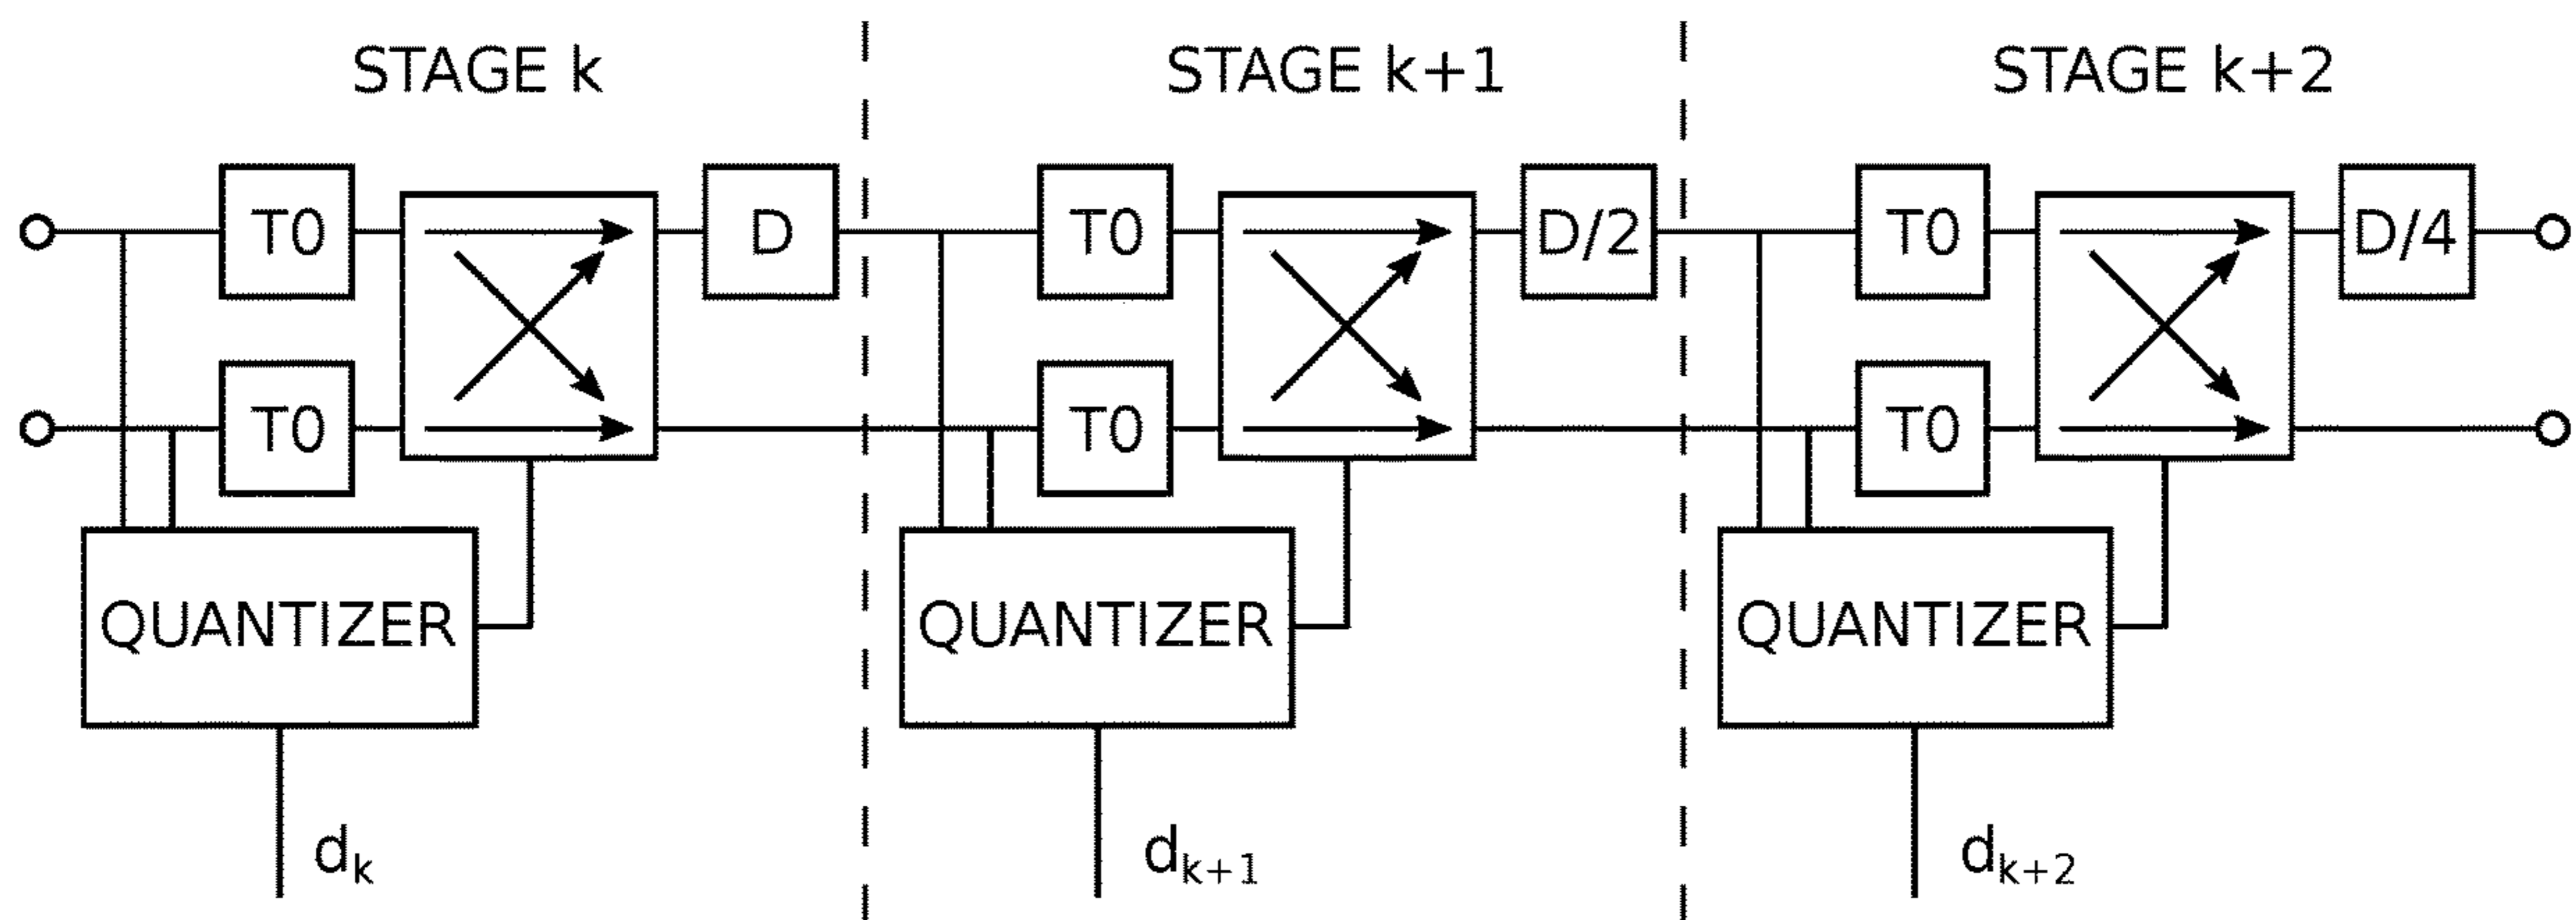 STAGE k
STAGE k+1
STAGE k+2
T0
D
T0
D/2
T0
D/4
T0
T0
T0
QUANTIZER
QUANTIZER
QUANTIZER
dk
dk+1
dk+2